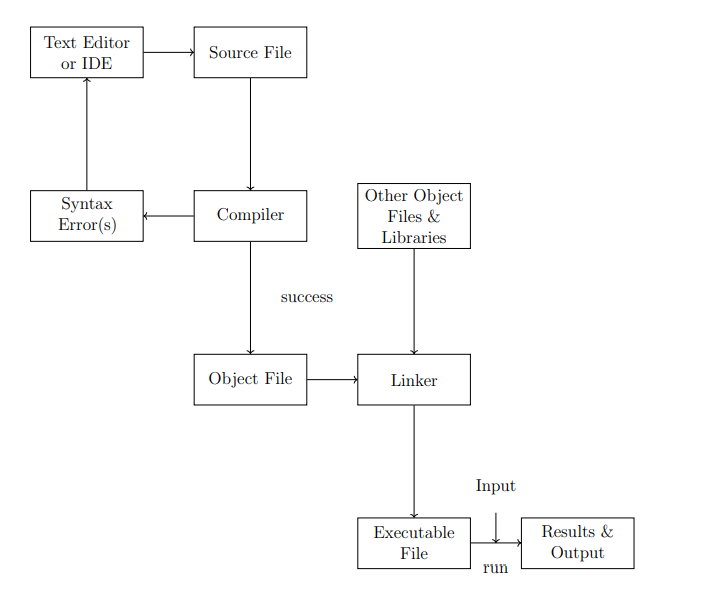 Text Editor
or IDE
Source File
Syntax
Error(s)
Compiler
Other Object
Files &
Libraries
success
Object File
Linker
Input
Executable
File
Results &
Output
run